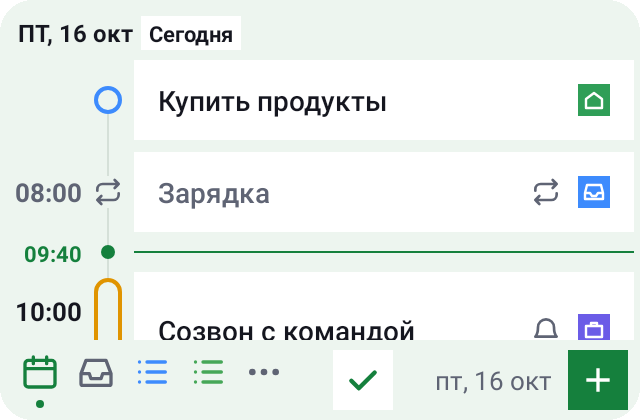 ПТ, 16 окт Сегодня
Купить продукты
08:00 Зарядка
09:40
10:00
Созвон с командой
пт, 16 окт